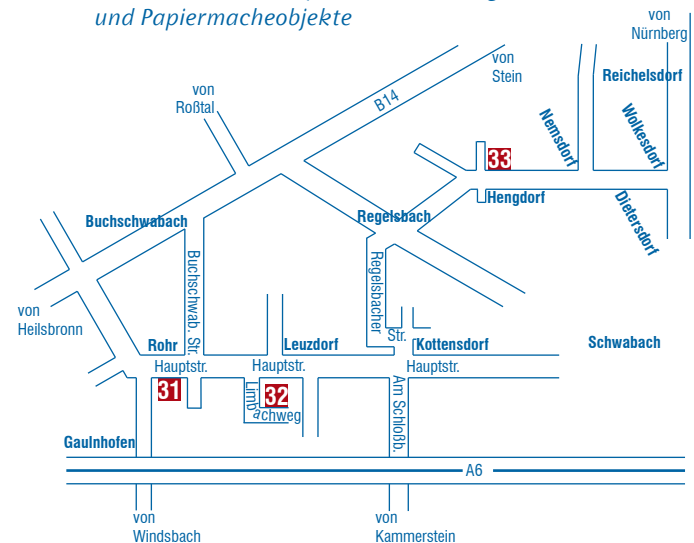 und Papiermacheobjekte
von
Nürnberg
von
Stein
Reichelsdorf
von
Roßtal
B14
Nemsdorf
Wolkesdorf
33
Hengdorf
Dietersdorf
Buchschwabach
Regelsbach
Buchschwab. Str.
Regelsbacher
Str.
von
Heilsbronn
Rohr
Leuzdorf
Kottensdorf
Schwabach
Hauptstr.
Hauptstr.
Hauptstr.
31
32
Limbachweg
Am Schloßb.
Gaulnhofen
A6
von
Windsbach
von
Kammerstein